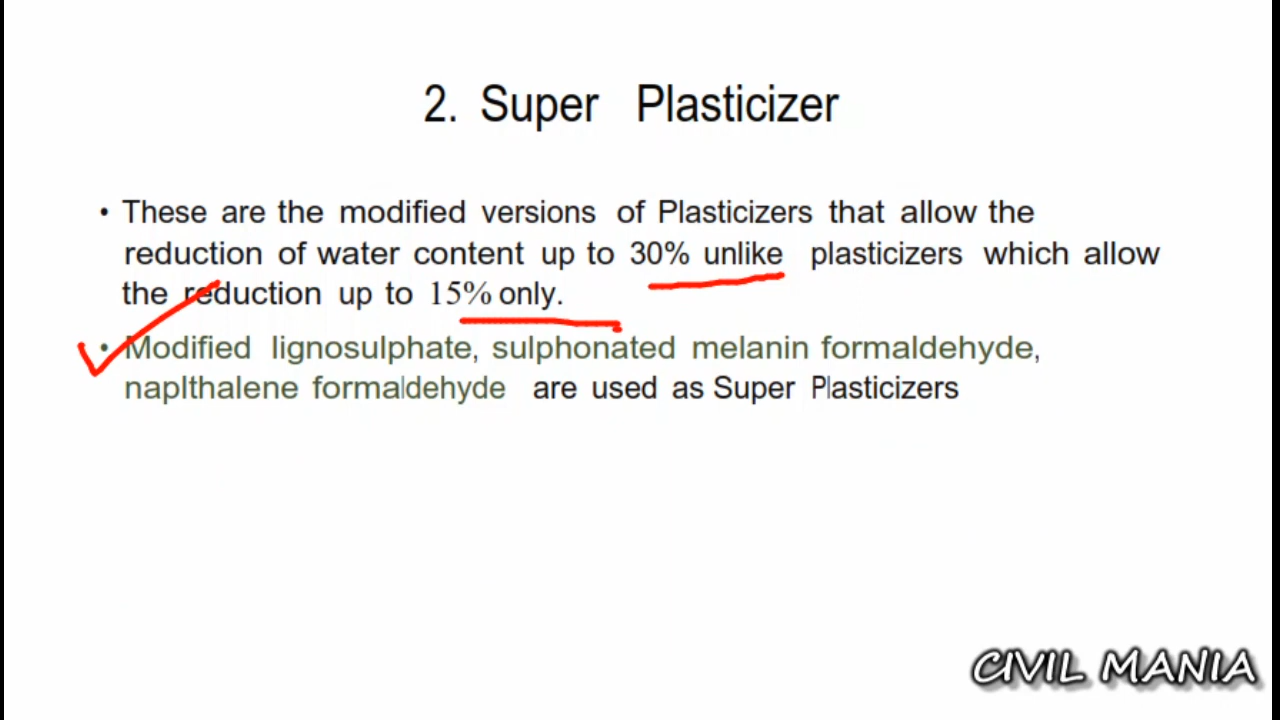 2. Super Plasticizer
• These are the modified versions of Plasticizers that allow the
reduction of water content up to 30% unlike plasticizers which allow
the reduction up to 15% only.
• Modified lignosulphate, sulphonated melanin formaldehyde,
naplthalene formaldehyde are used as Super Plasticizers
CIVIL MANIA